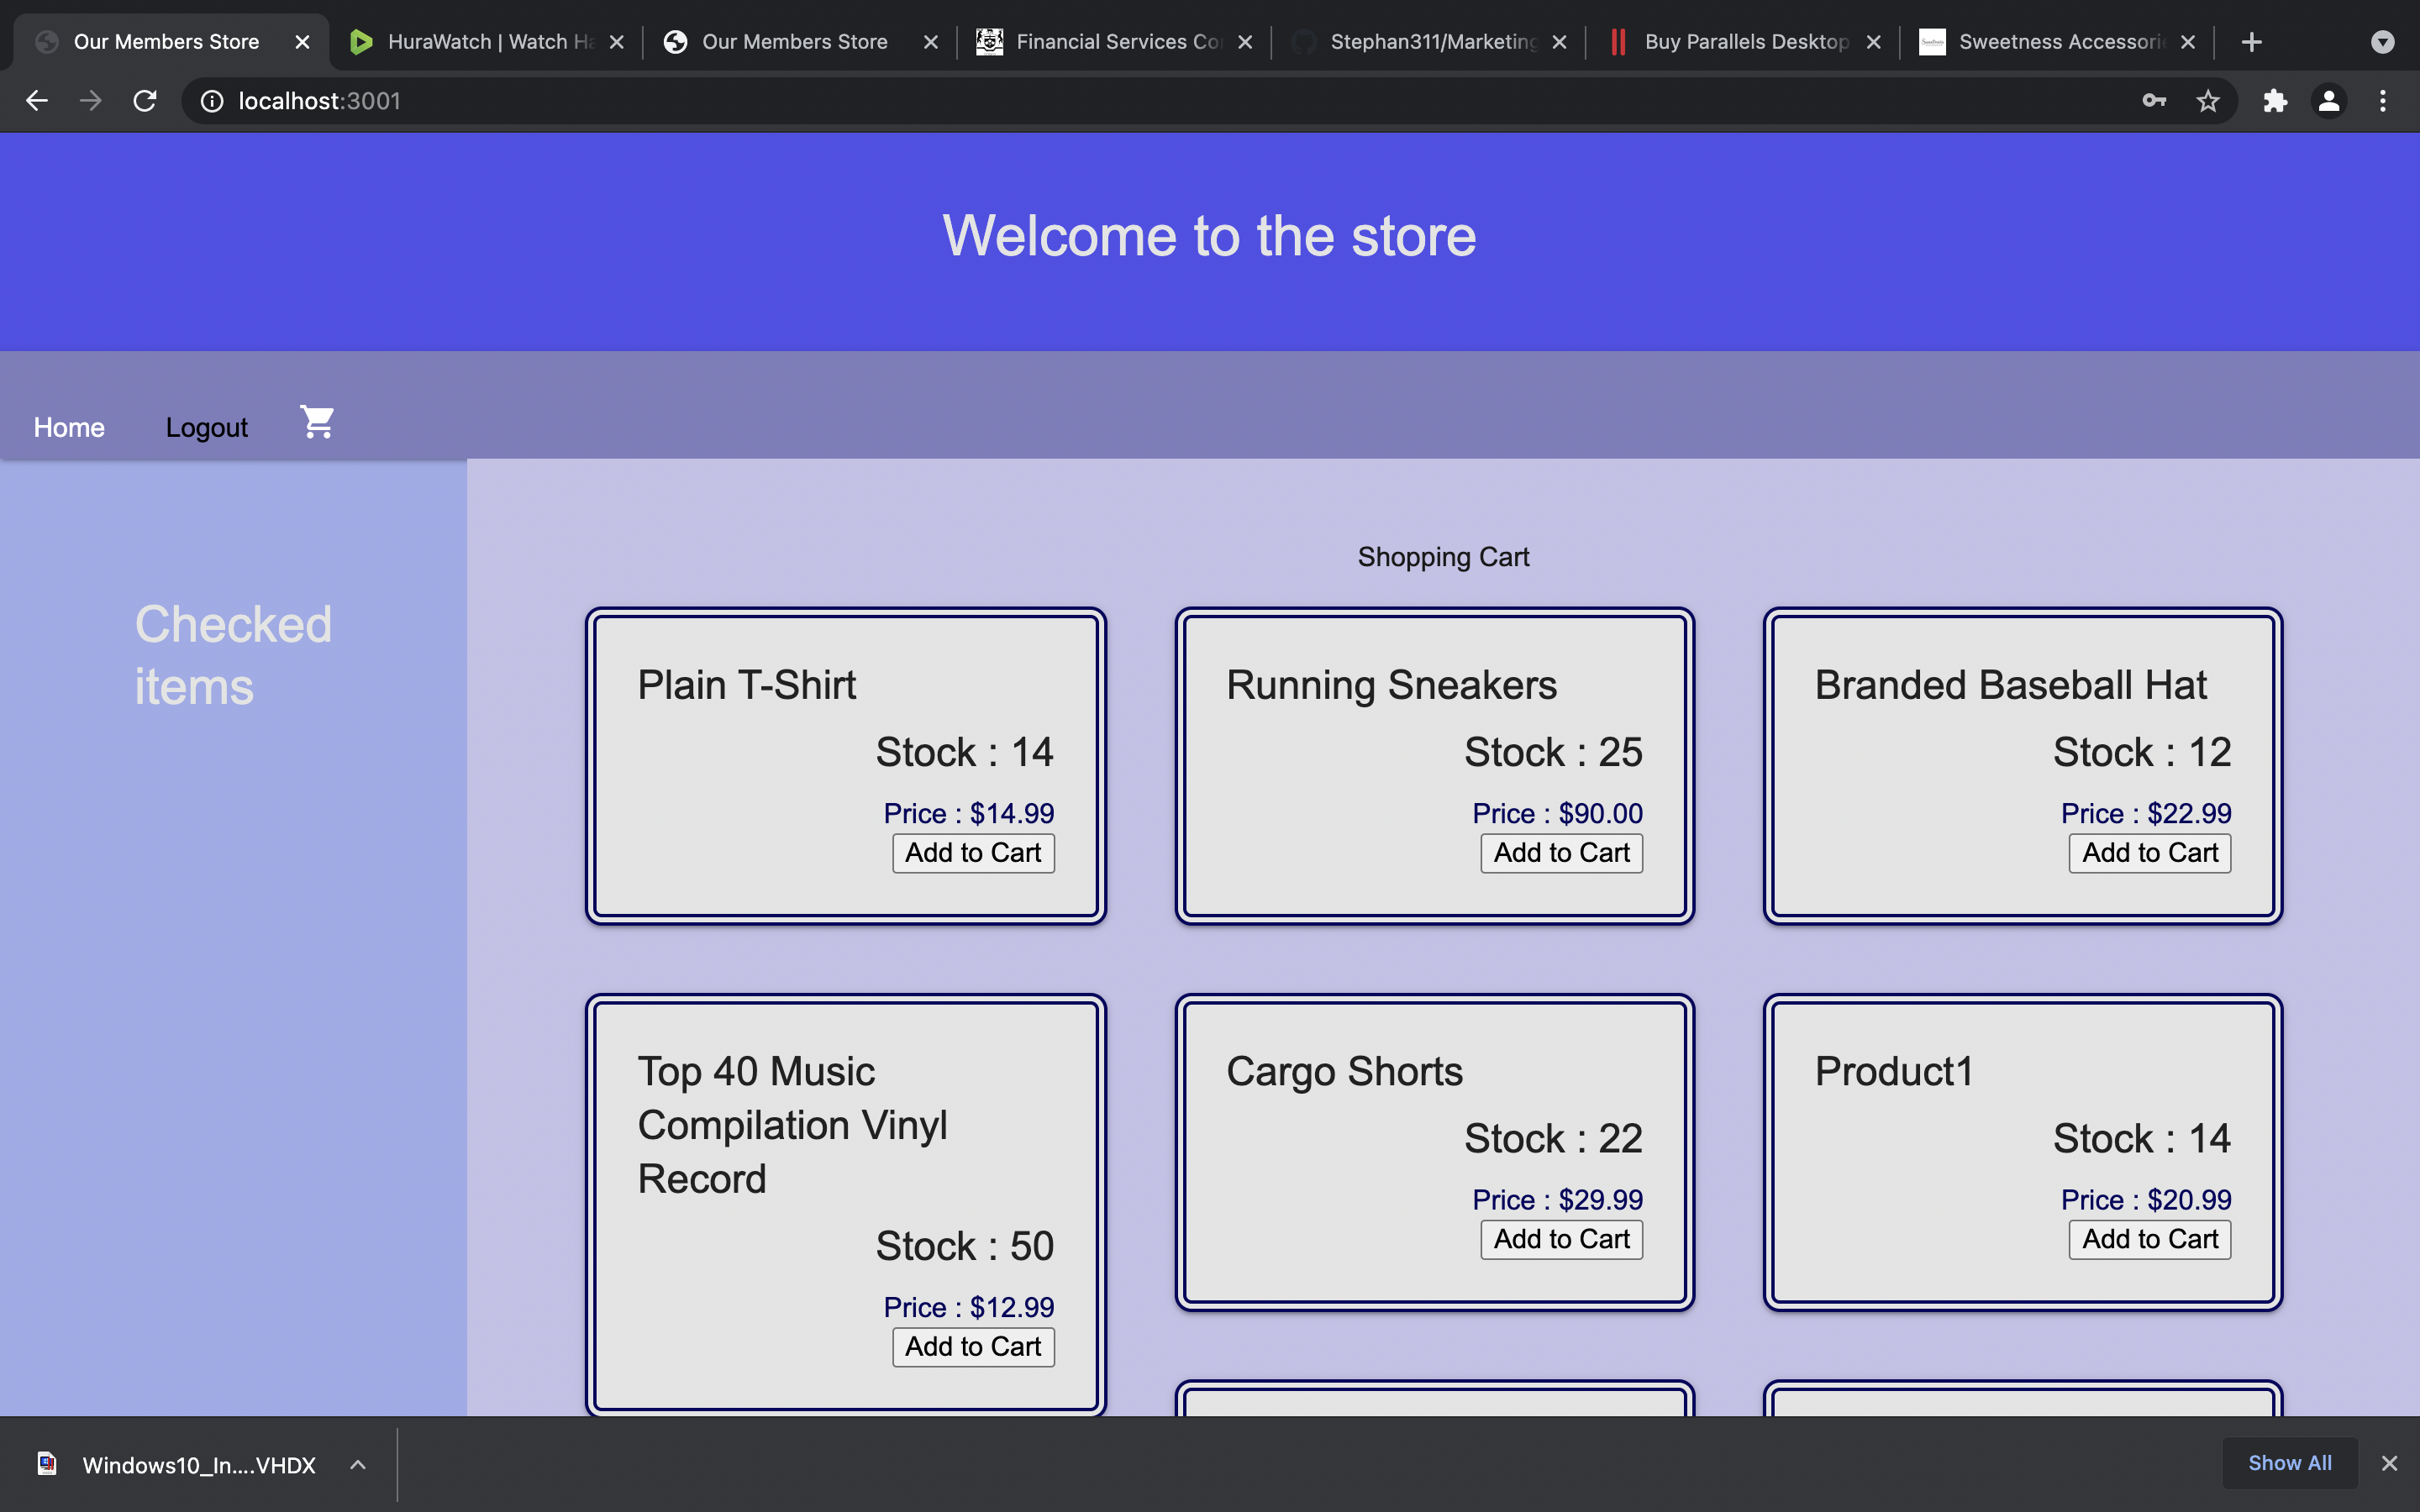 Our Members Store
HuraWatch | Watch Ha
Our Members Store
Financial Services Cor
Stephan311/Marketing
Buy Parallels Desktop
Sweetness Accessorie
localhost:3001
Welcome to the store
Home
Logout
Checked
items
Shopping Cart
Plain T-Shirt
Stock : 14
Price : $14.99
Add to Cart
Running Sneakers
Stock : 25
Price : $90.00
Add to Cart
Branded Baseball Hat
Stock : 12
Price : $22.99
Add to Cart
Top 40 Music
Compilation Vinyl
Record
Stock : 50
Price : $12.99
Add to Cart
Cargo Shorts
Stock : 22
Price : $29.99
Add to Cart
Product1
Stock : 14
Price : $20.99
Add to Cart
Windows10_In....VHDX
Show All